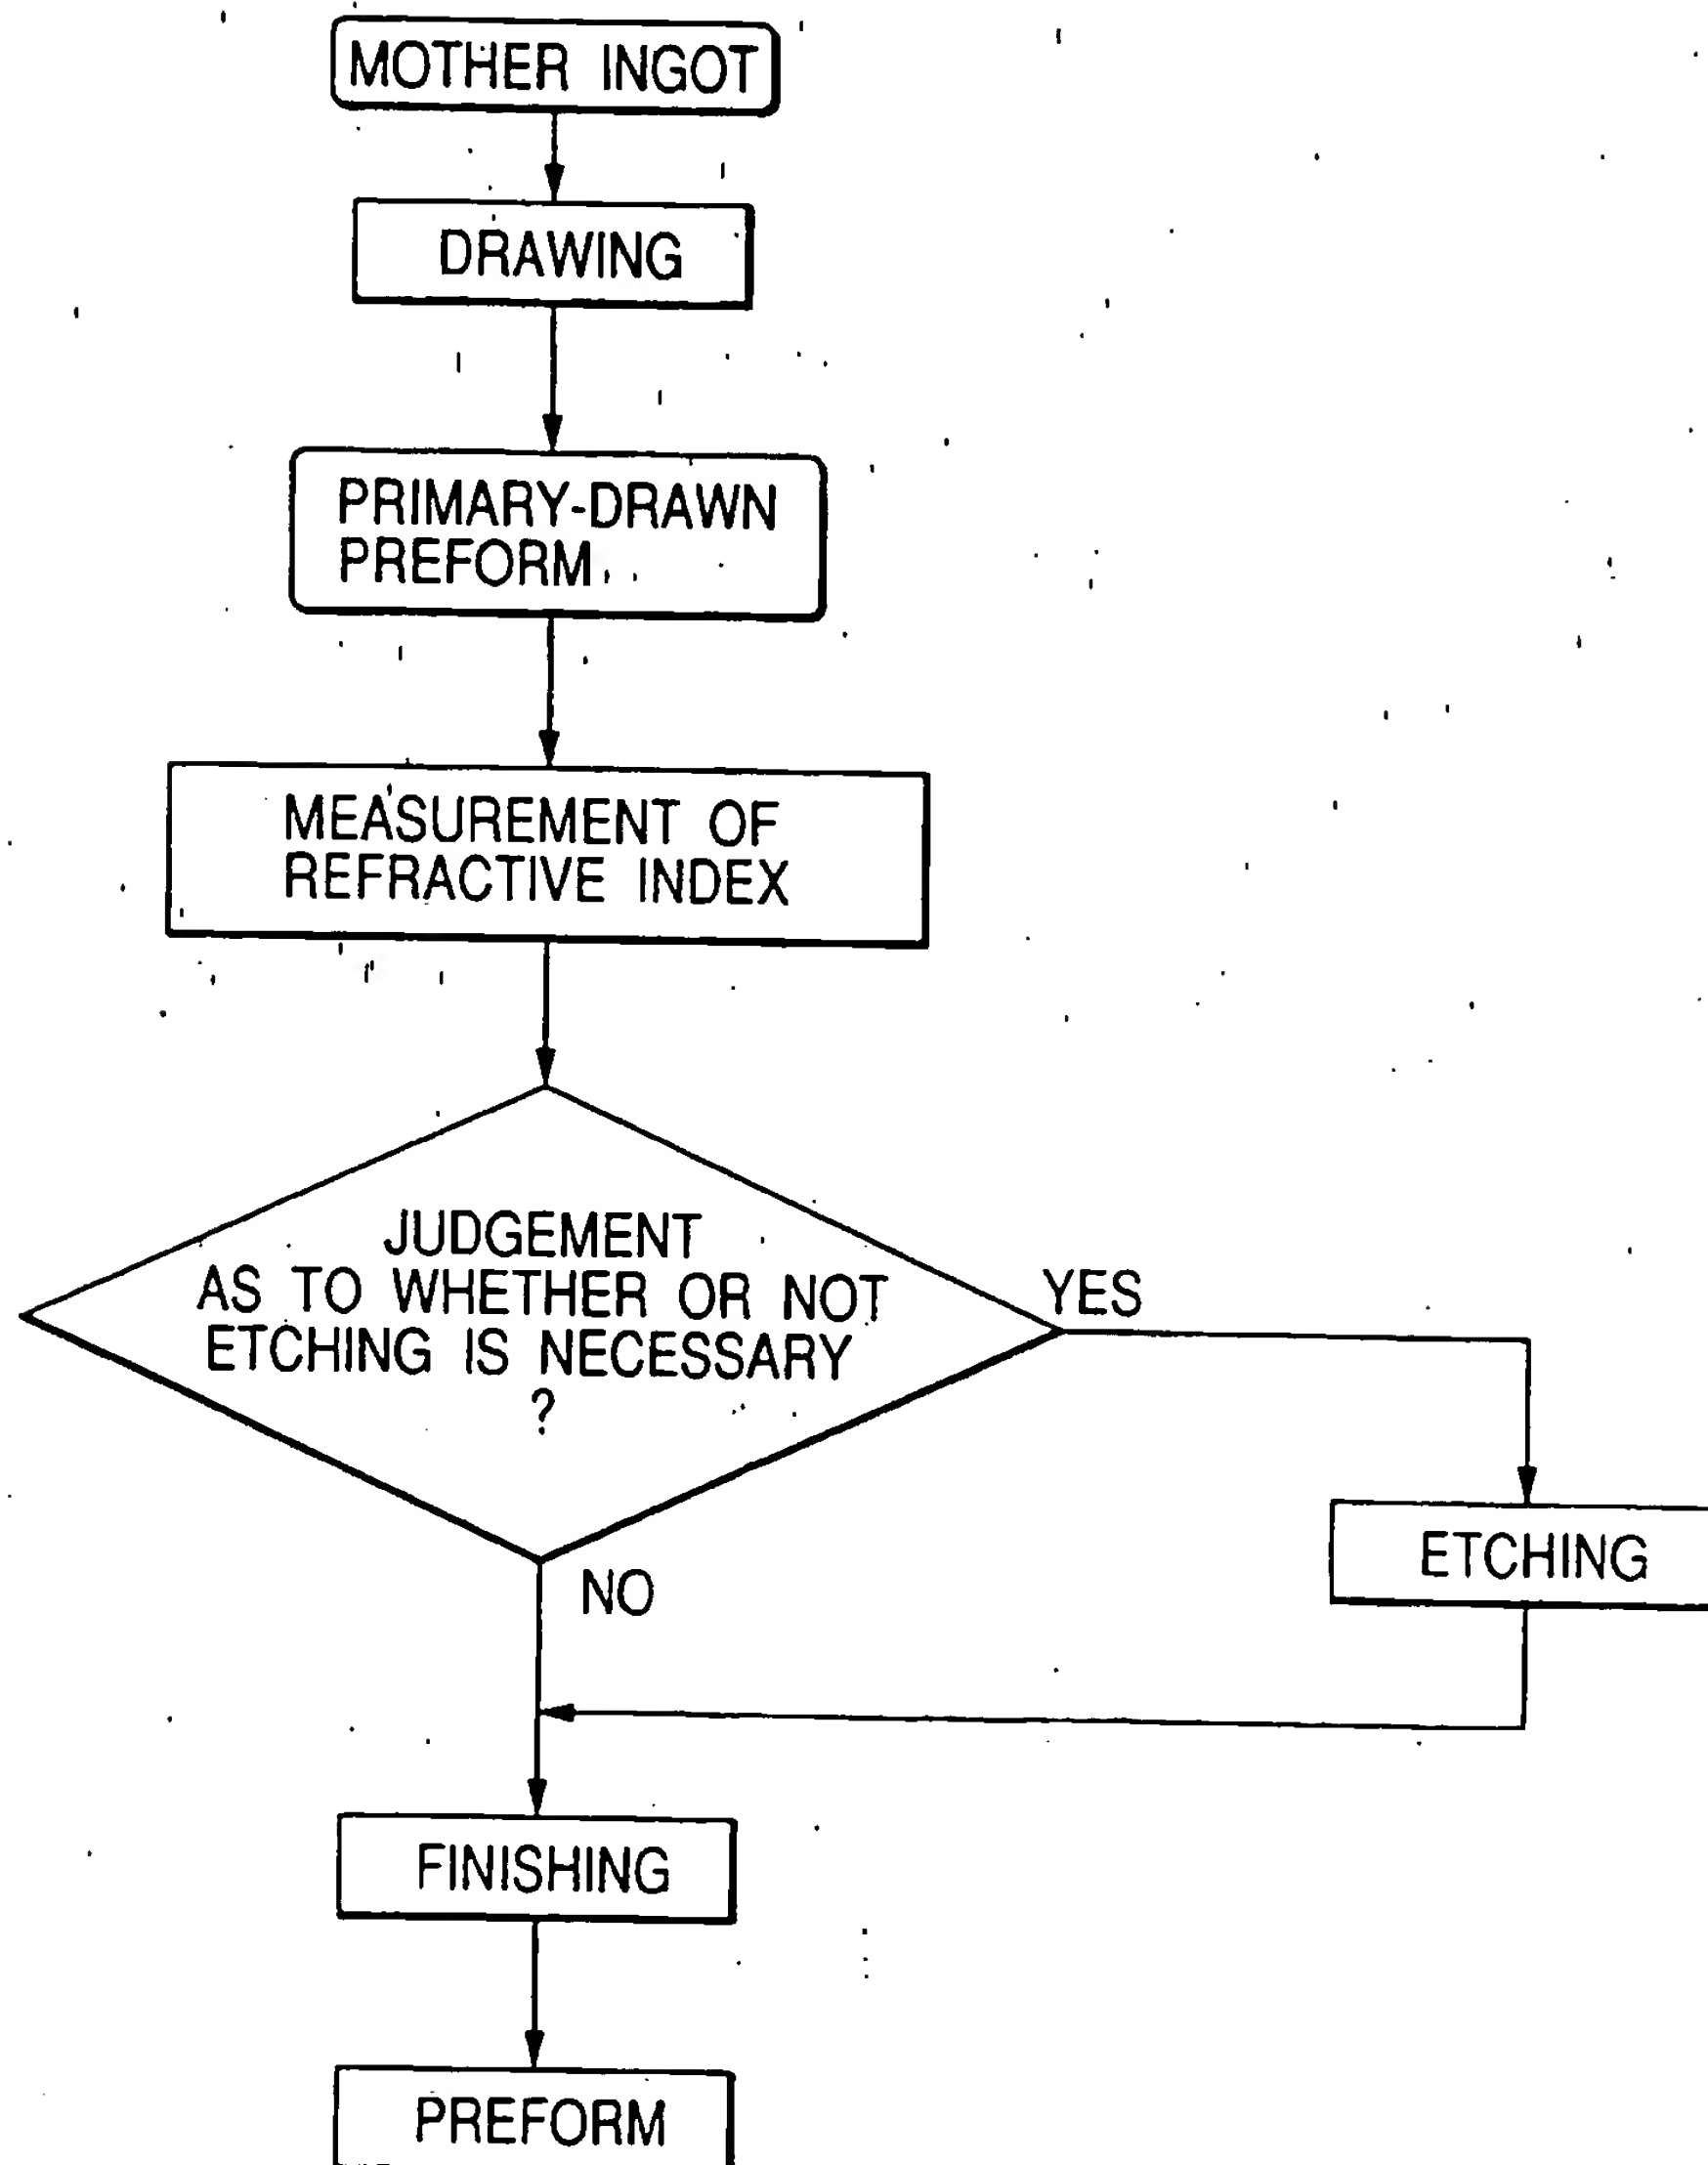 MOTHER INGOT
DRAWING
PRIMARY-DRAWN
PREFORM
MEASUREMENT OF
REFRACTIVE INDEX
JUDGEMENT
AS TO WHETHER OR NOT
ETCHING IS NECESSARY
?
YES
ETCHING
NO
FINISHING
PREFORM